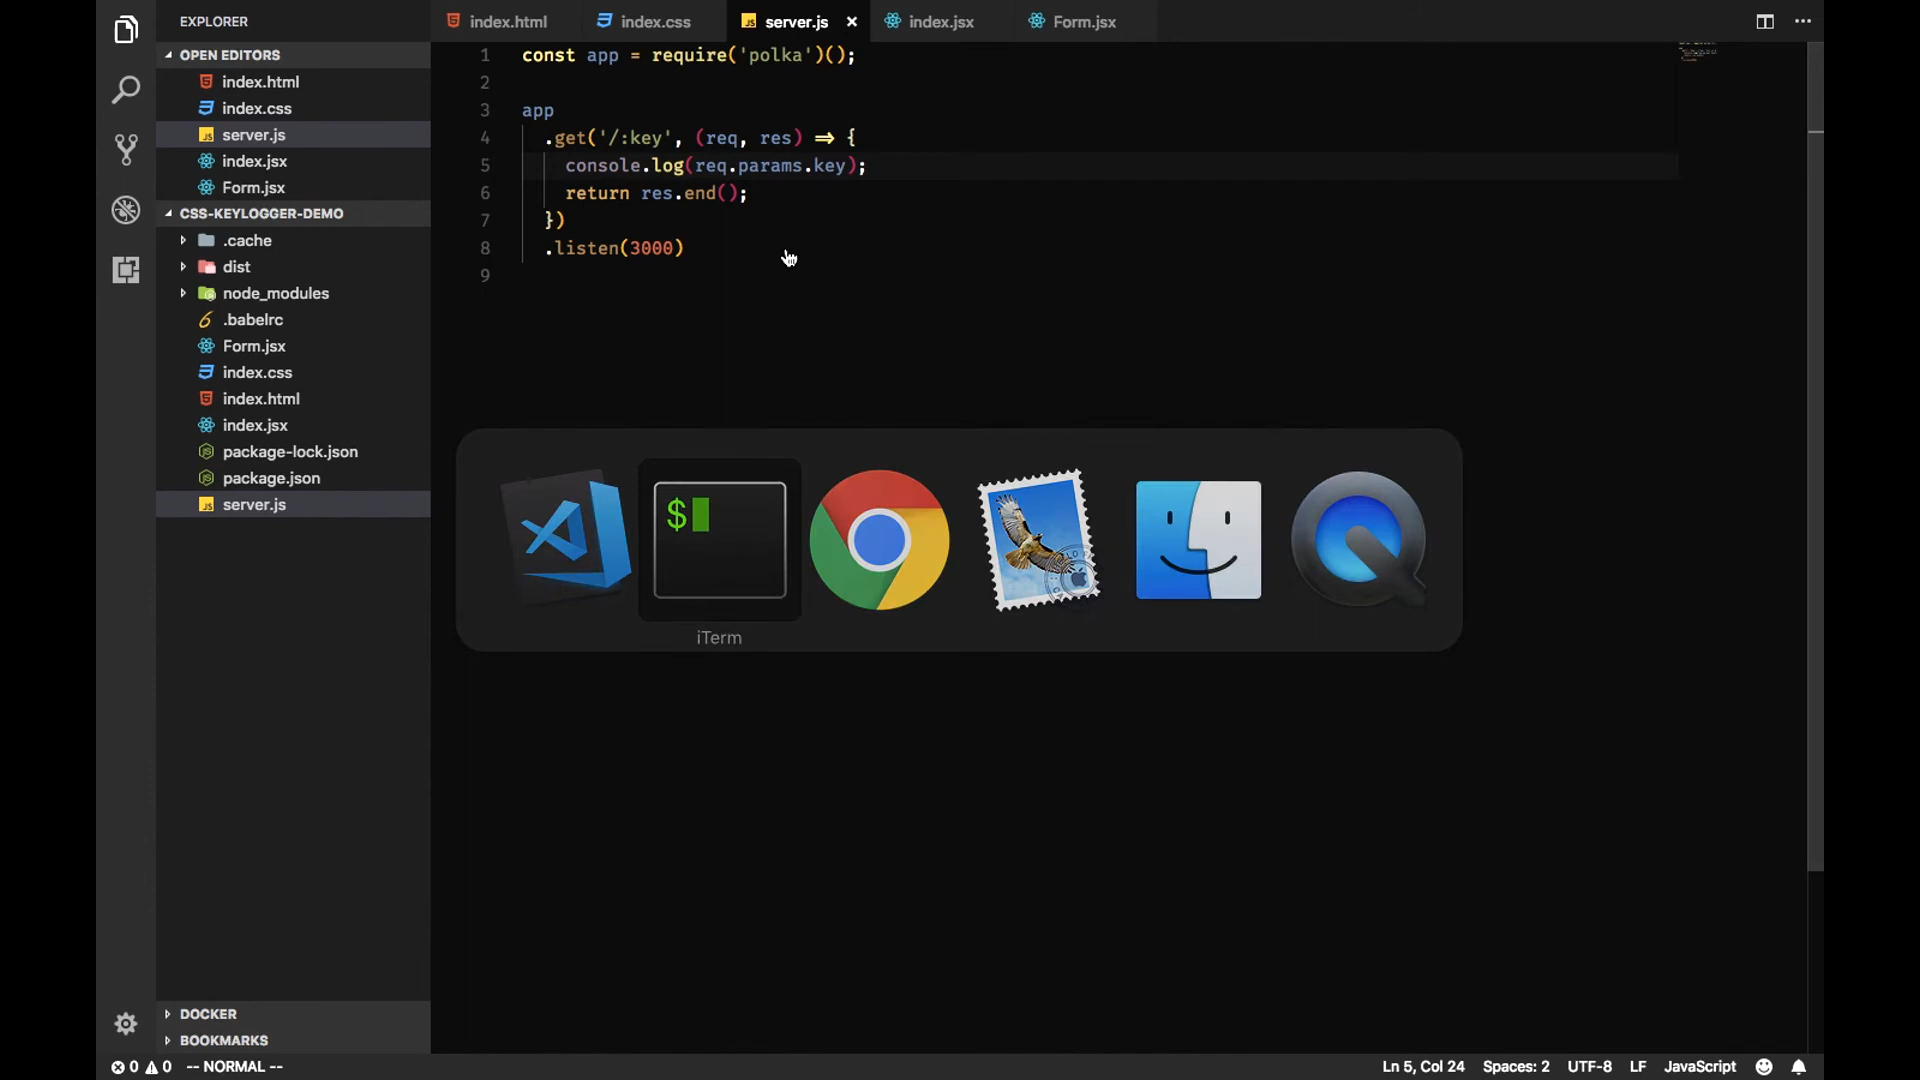 EXPLORER
OPEN EDITORS
index.html
index.css
server.js
index.jsx
Form.jsx
CSS-KEYLOGGER-DEMO
.cache
dist
node_modules
.babelrc
Form.jsx
index.css
index.html
index.jsx
package-lock.json
package.json
server.js
DOCKER
BOOKMARKS
index.html
index.css
server.js
index.jsx
Form.jsx
1 const app = require('polka')();
2
3 app
4 .get('/:key', (req, res) => {
5 console.log(req.params.key);
6 return res.end();
7 })
8 .listen(3000)
9
$
iTerm
0 0 -- NORMAL --
Ln 5, Col 24 Spaces: 2 UTF-8 LF JavaScript